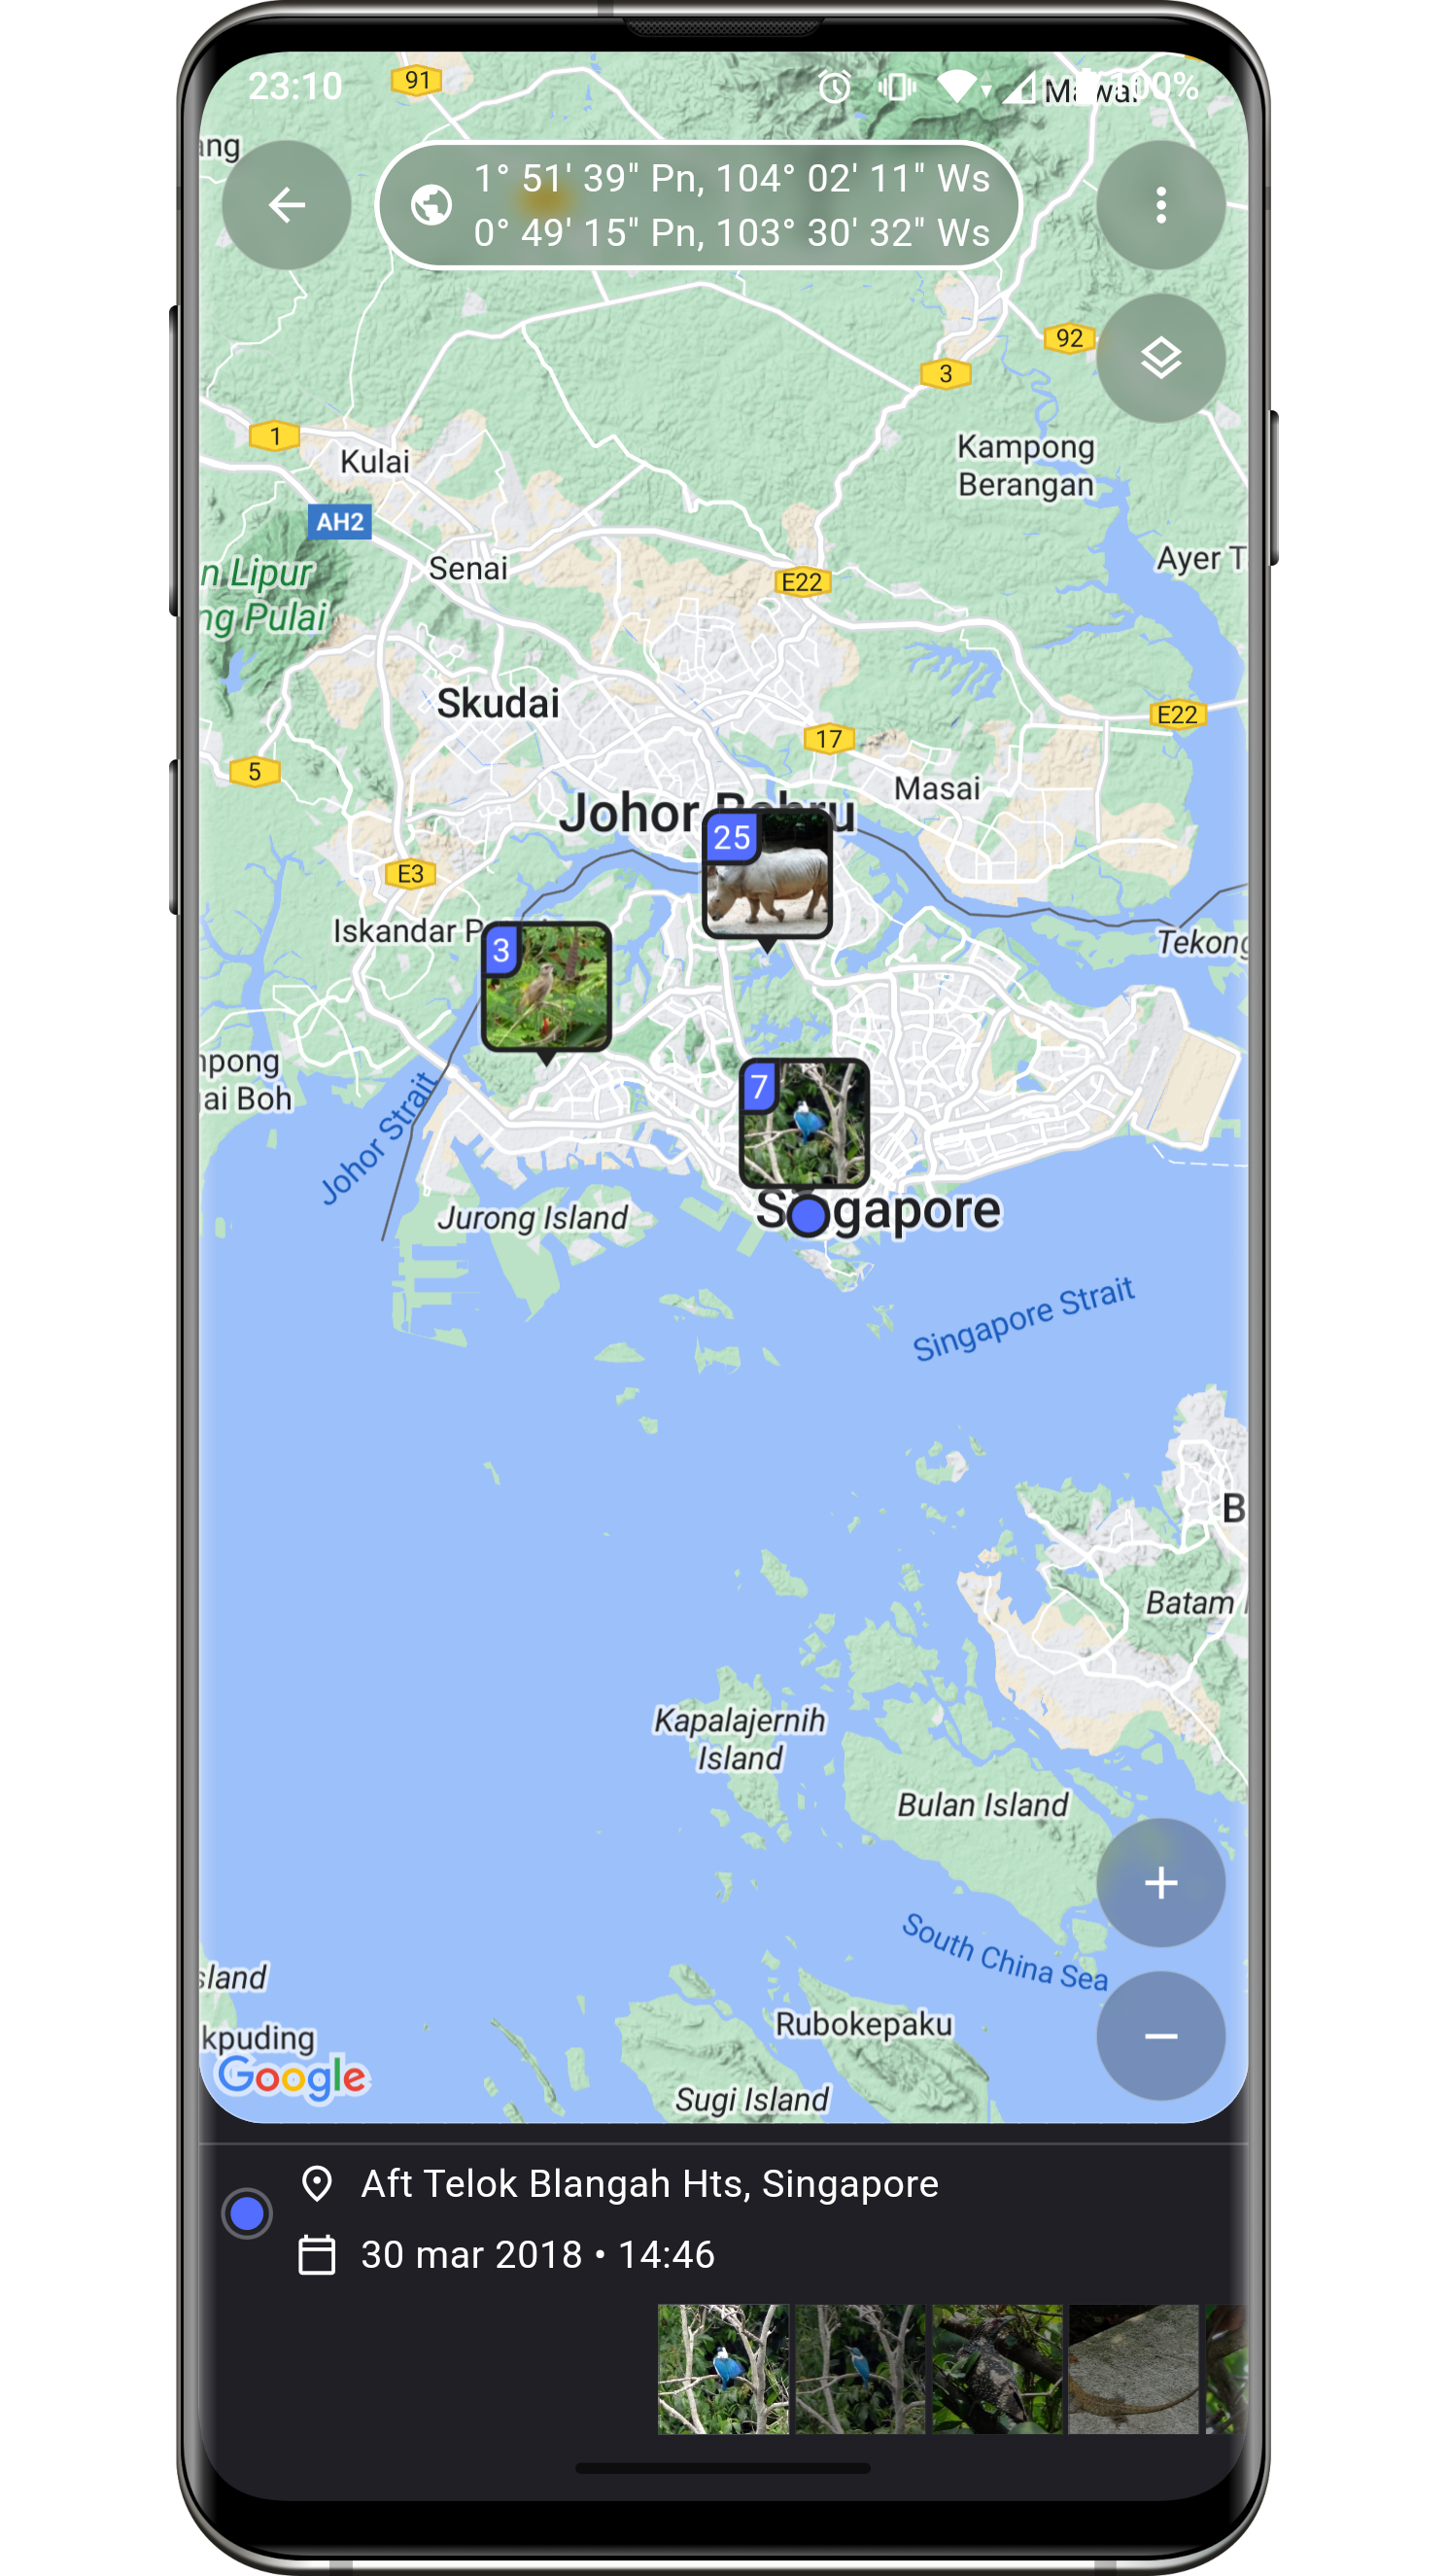 23:10
100%
91
ang
1° 51' 39" Pn, 104° 02' 11" Ws
0° 49' 15" Pn, 103° 30' 32" Ws
92
3
1
Kulai
Kampong
Berangan
AH2
Senai
Ayer T
n Lipur
ng Pulai
E22
Skudai
E22
17
5
Masai
Johor Bahru
25
E3
Iskandar P
3
Tekong
mpong
gai Boh
7
Johor Strait
Jurong Island
Singapore
Singapore Strait
B
Batam
Kapalajernih
Island
Bulan Island
South China Sea
sland
Rubokepaku
kpuding
Google
Sugi Island
Aft Telok Blangah Hts, Singapore
30 mar 2018 • 14:46